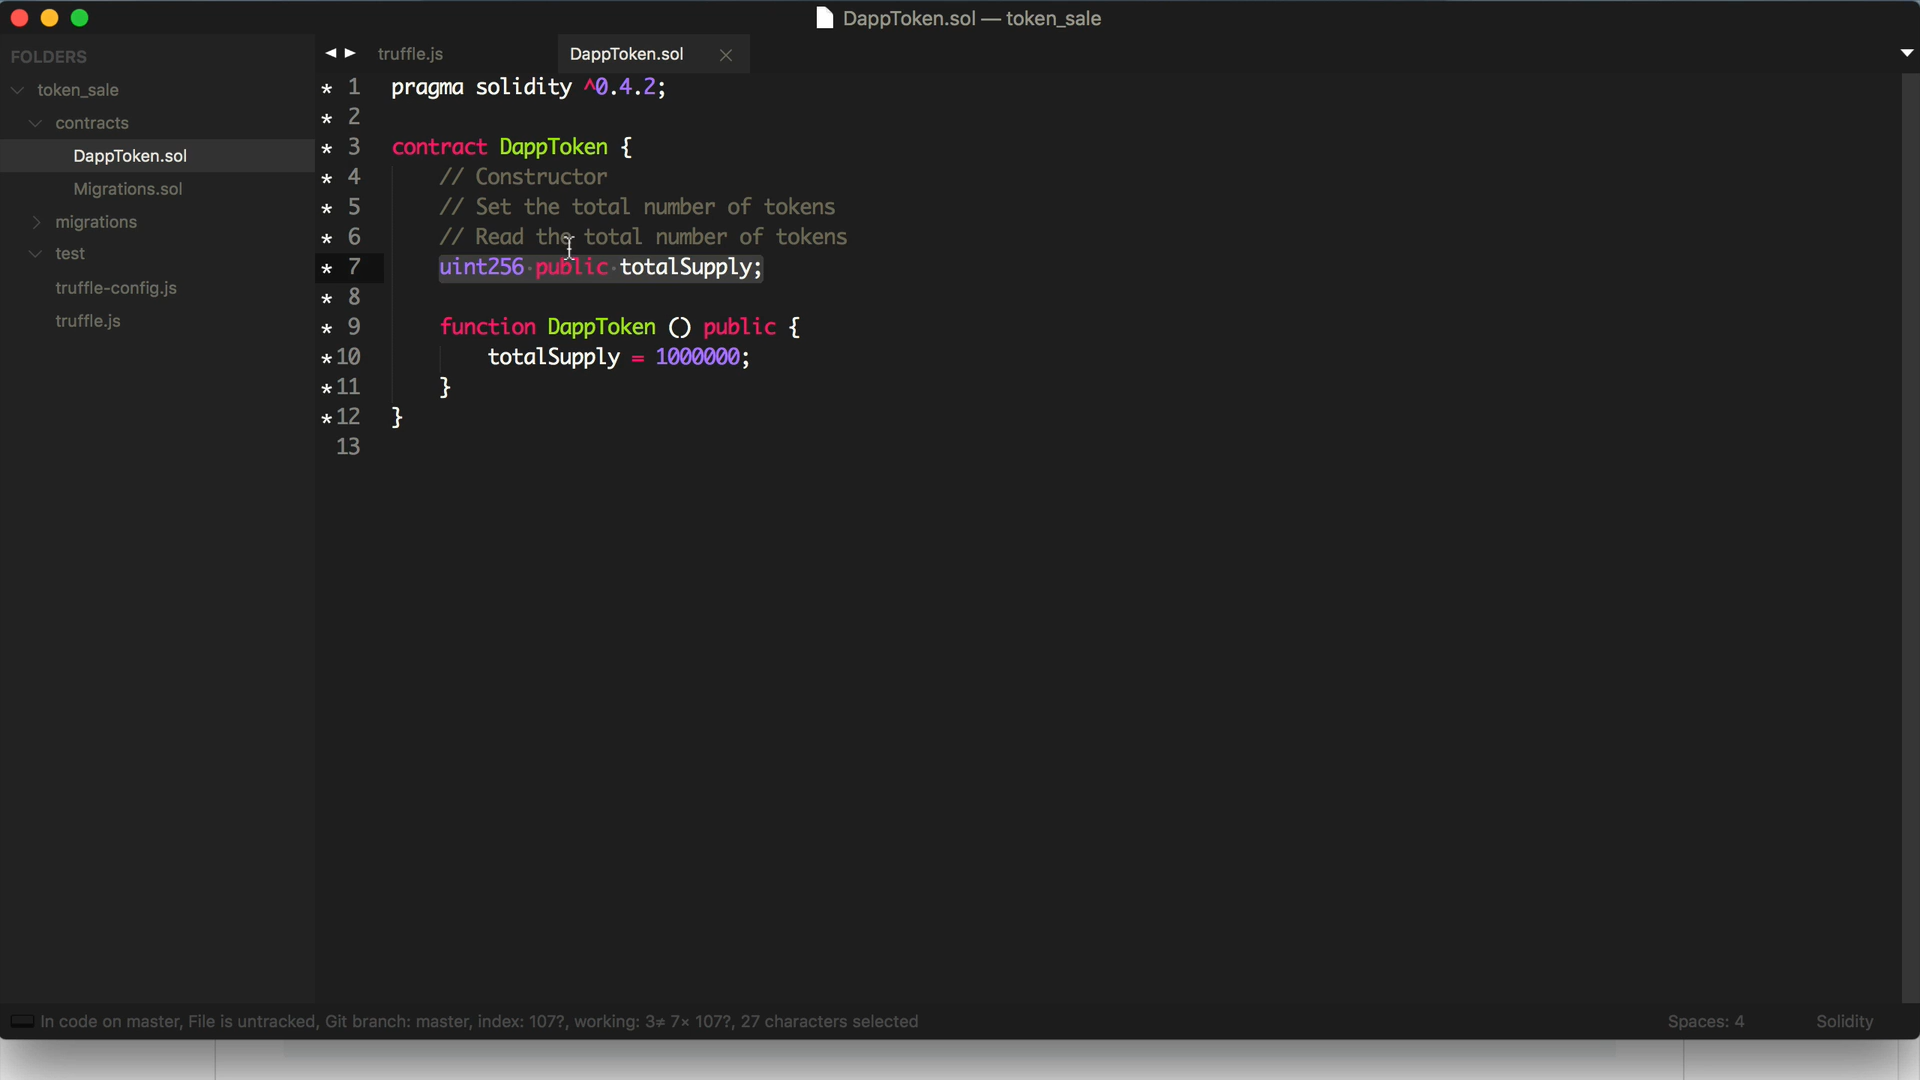 DappToken.sol — token_sale
FOLDERS
token_sale
contracts
DappToken.sol
Migrations.sol
migrations
test
truffle-config.js
truffle.js
truffle.js
DappToken.sol
* 1 pragma solidity ^0.4.2;
* 2
* 3 contract DappToken {
* 4 // Constructor
* 5 // Set the total number of tokens
* 6 // Read the total number of tokens
* 7 uint256 public totalSupply;
* 8
* 9 function DappToken () public {
* 10 totalSupply = 1000000;
* 11 }
* 12 }
13
In code on master, File is untracked, Git branch: master, index: 107?, working: 3≠ 7× 107?, 27 characters selected
Spaces: 4
Solidity